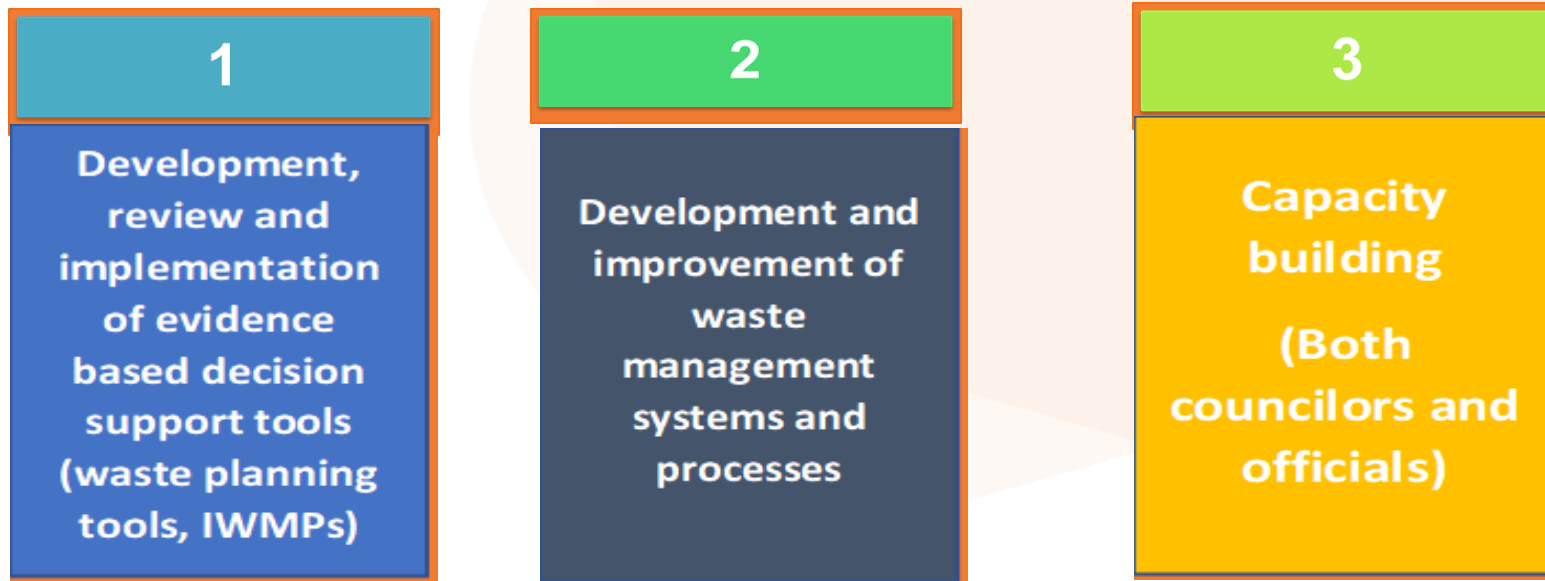 1
Development,
review and
implementation
of evidence
based decision
support tools
(waste planning
tools, IWMPs)
2
Development and
improvement of
waste
management
systems and
processes
3
Capacity
building
(Both
councilors and
officials)